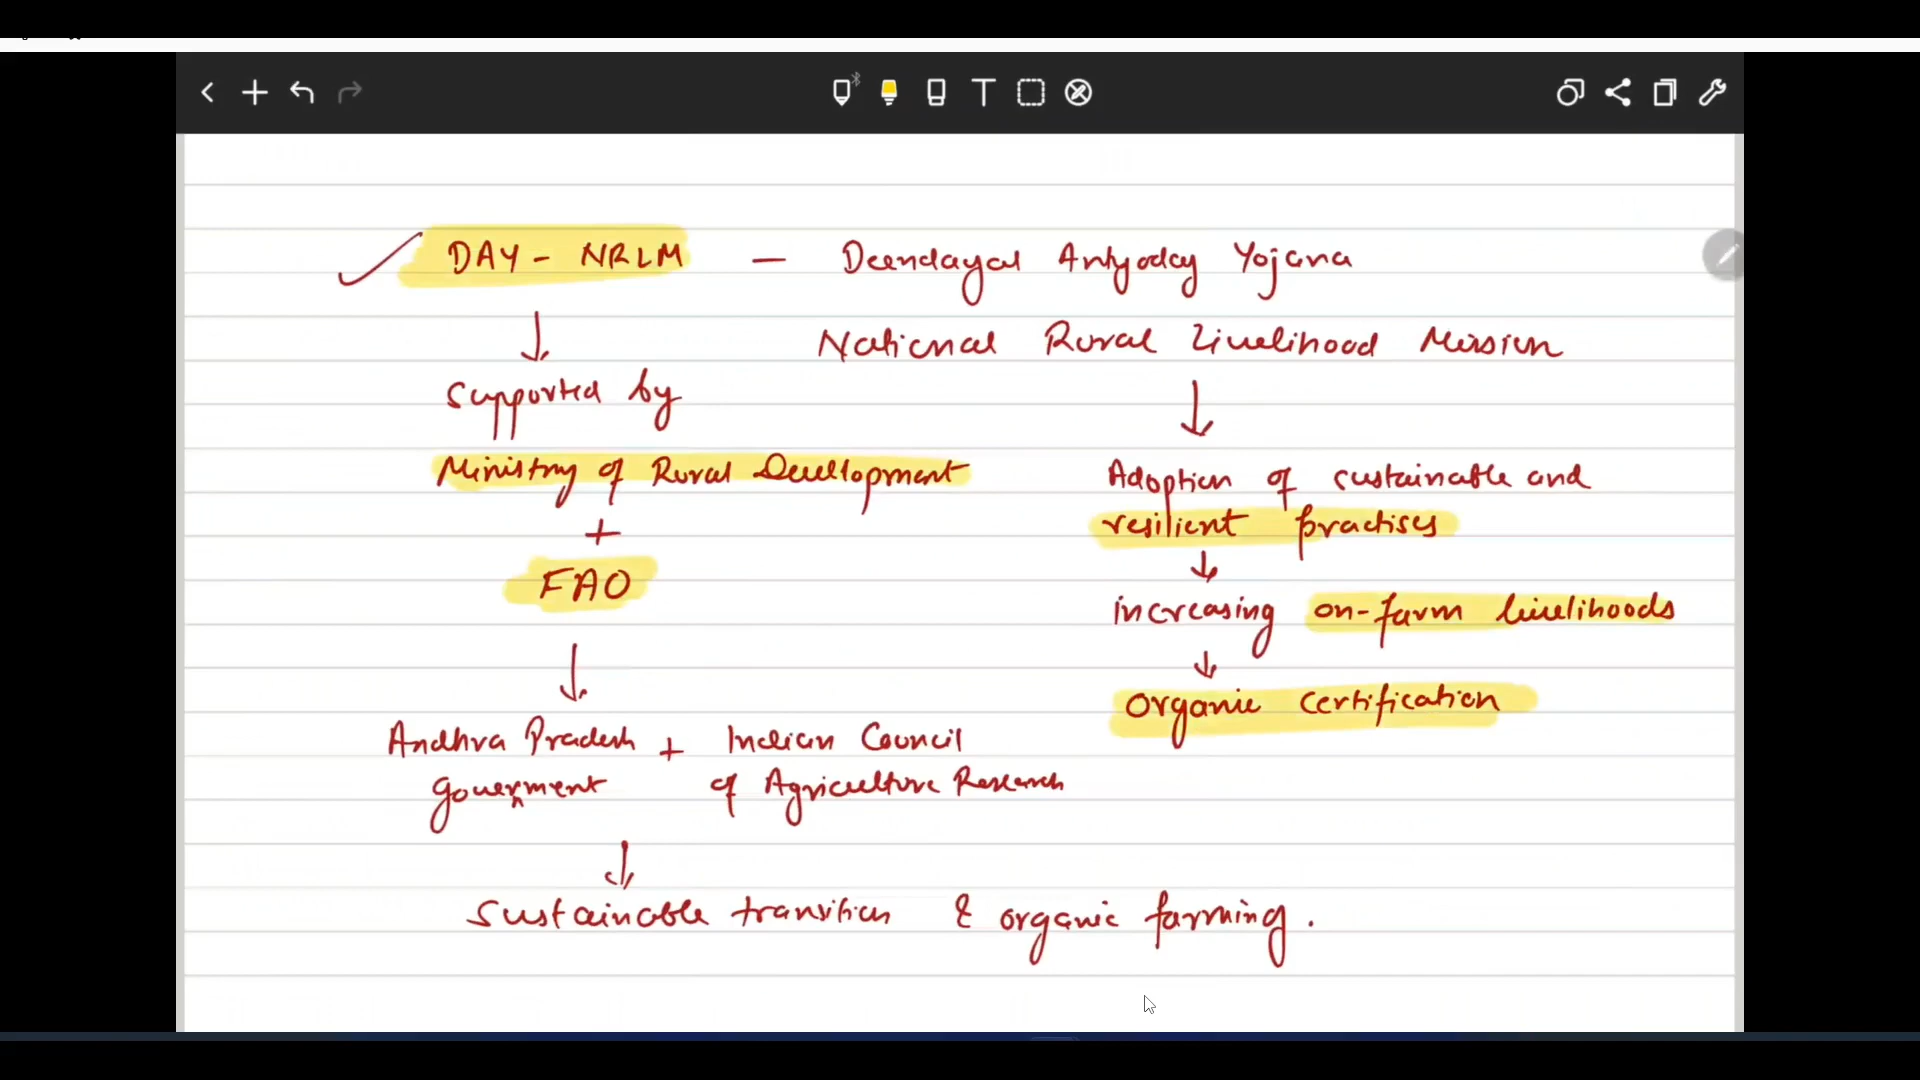 DAY - NRLM — Deendayal Antyoday Yojana
National Rural Livelihood Mission
↓
Supported by
Ministry of Rural Development
+
FAO
↓
Andhra Pradesh + Indian Council
Government of Agriculture Research
↓
Sustainable transition & organic farming.
↓
Adoption of sustainable and
resilient practises
↓
increasing on-farm livelihoods
↓
Organic Certification